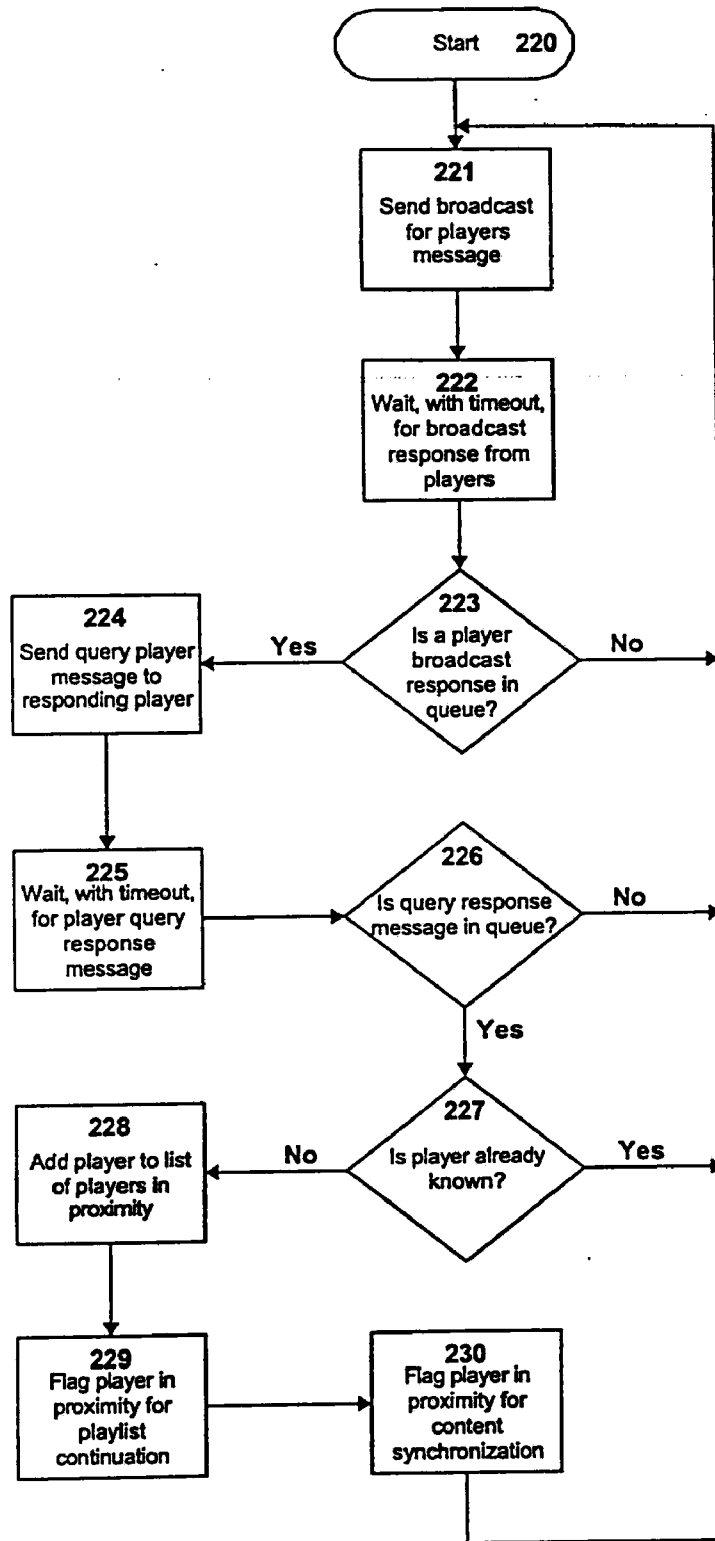 Start 220
221
Send broadcast
for players
message
222
Wait, with timeout,
for broadcast
response from
players
223
Is a player
broadcast
response in
queue?
Yes
No
224
Send query player
message to
responding player
225
Wait, with timeout,
for player query
response
message
226
Is query response
message in queue?
No
Yes
227
Is player already
known?
No
Yes
228
Add player to list
of players in
proximity
229
Flag player in
proximity for
playlist
continuation
230
Flag player in
proximity for
content
synchronization